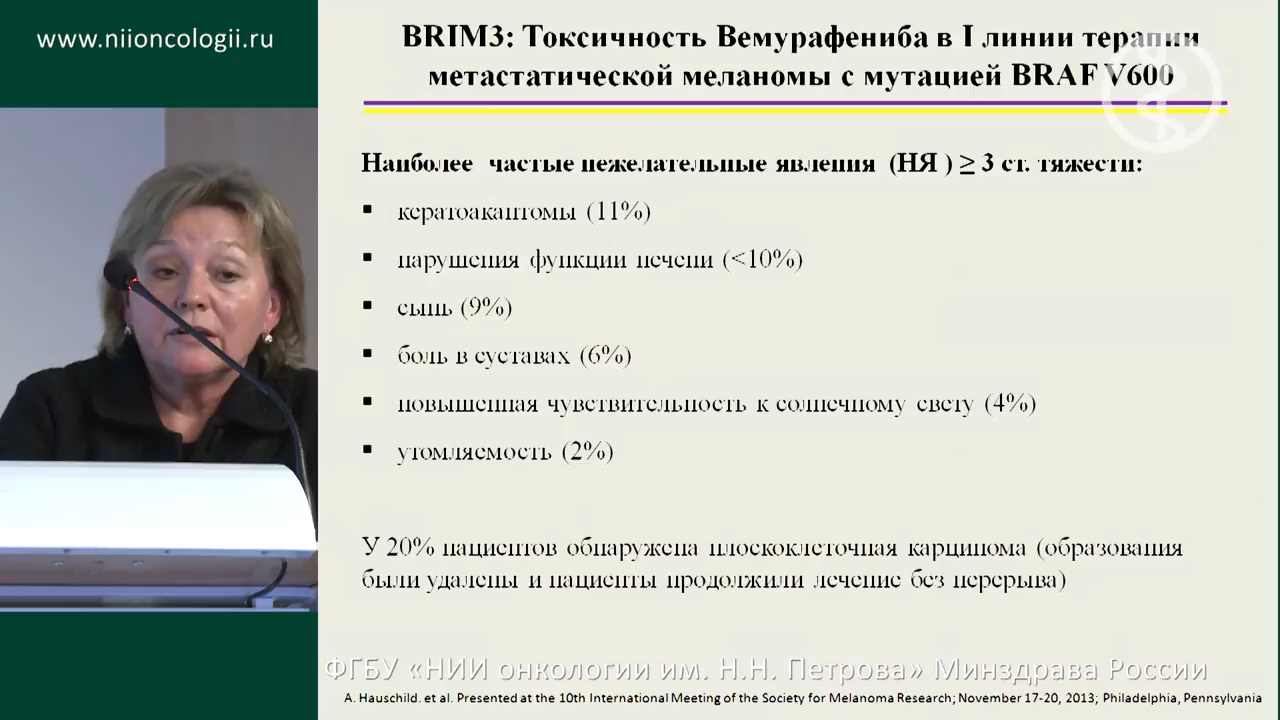 www.niioncologii.ru
BRIM3: Токсичность Вемурафениба в I линии терапии
метастатической меланомы с мутацией BRAF V600
Наиболее частые нежелательные явления (НЯ ) ≥ 3 ст. тяжести:
▪ кератоакантомы (11%)
▪ нарушения функции печени (<10%)
▪ сыпь (9%)
▪ боль в суставах (6%)
▪ повышенная чувствительность к солнечному свету (4%)
▪ утомляемость (2%)
У 20% пациентов обнаружена плоскоклеточная карцинома (образования
были удалены и пациенты продолжили лечение без перерыва)
ФГБУ «НИИ онкологии им. Н.Н. Петрова» Минздрава России
A. Hauschild. et al. Presented at the 10th International Meeting of the Society for Melanoma Research; November 17-20, 2013; Philadelphia, Pennsylvania